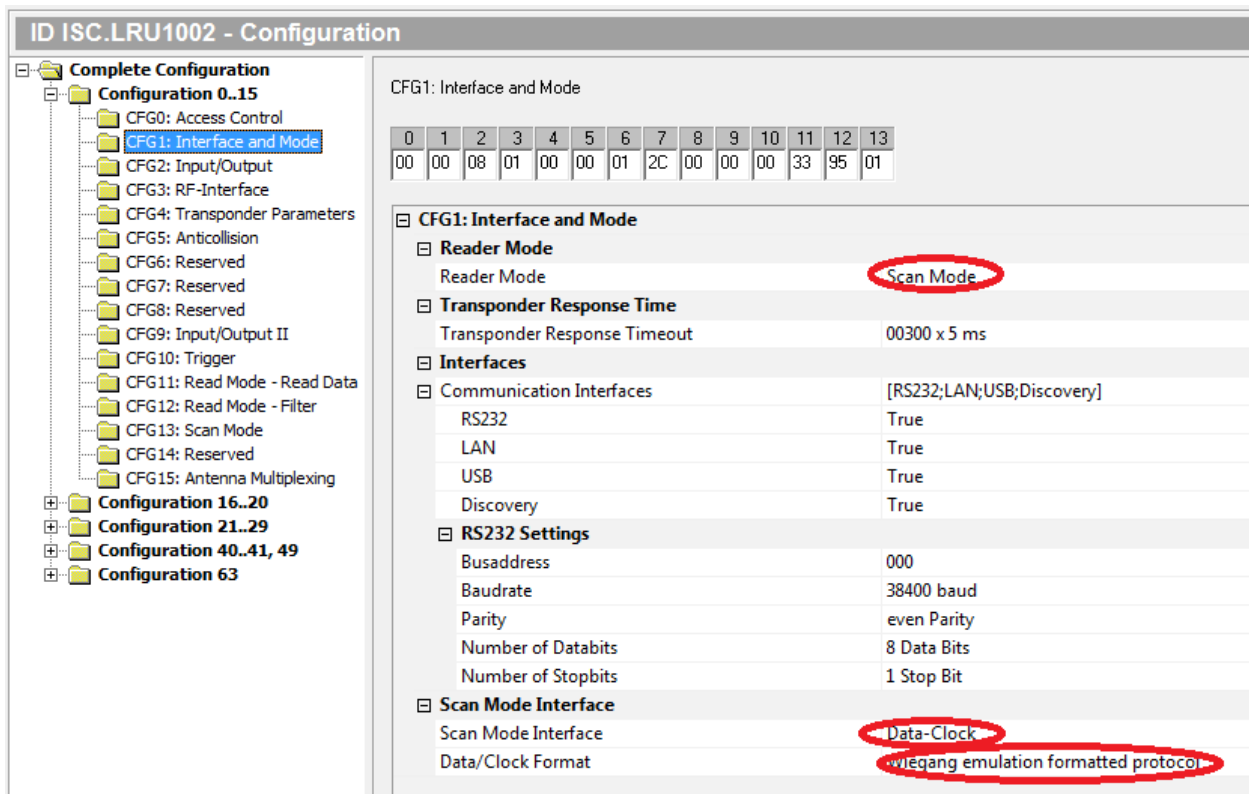 ID ISC.LRU1002 - Configuration
Complete Configuration
Configuration 0..15
CFG0: Access Control
CFG1: Interface and Mode
CFG2: Input/Output
CFG3: RF-Interface
CFG4: Transponder Parameters
CFG5: Anticollision
CFG6: Reserved
CFG7: Reserved
CFG8: Reserved
CFG9: Input/Output II
CFG10: Trigger
CFG11: Read Mode - Read Data
CFG12: Read Mode - Filter
CFG13: Scan Mode
CFG14: Reserved
CFG15: Antenna Multiplexing
Configuration 16..20
Configuration 21..29
Configuration 40..41, 49
Configuration 63
CFG1: Interface and Mode
0 1 2 3 4 5 6 7 8 9 10 11 12 13
00 00 08 01 00 00 01 2C 00 00 00 33 95 01
CFG1: Interface and Mode
Reader Mode
Reader Mode Scan Mode
Transponder Response Time
Transponder Response Timeout 00300 x 5 ms
Interfaces
Communication Interfaces [RS232;LAN;USB;Discovery]
RS232 True
LAN True
USB True
Discovery True
RS232 Settings
Busaddress 000
Baudrate 38400 baud
Parity even Parity
Number of Databits 8 Data Bits
Number of Stopbits 1 Stop Bit
Scan Mode Interface
Scan Mode Interface Data-Clock
Data/Clock Format Wiegang emulation formatted protocol